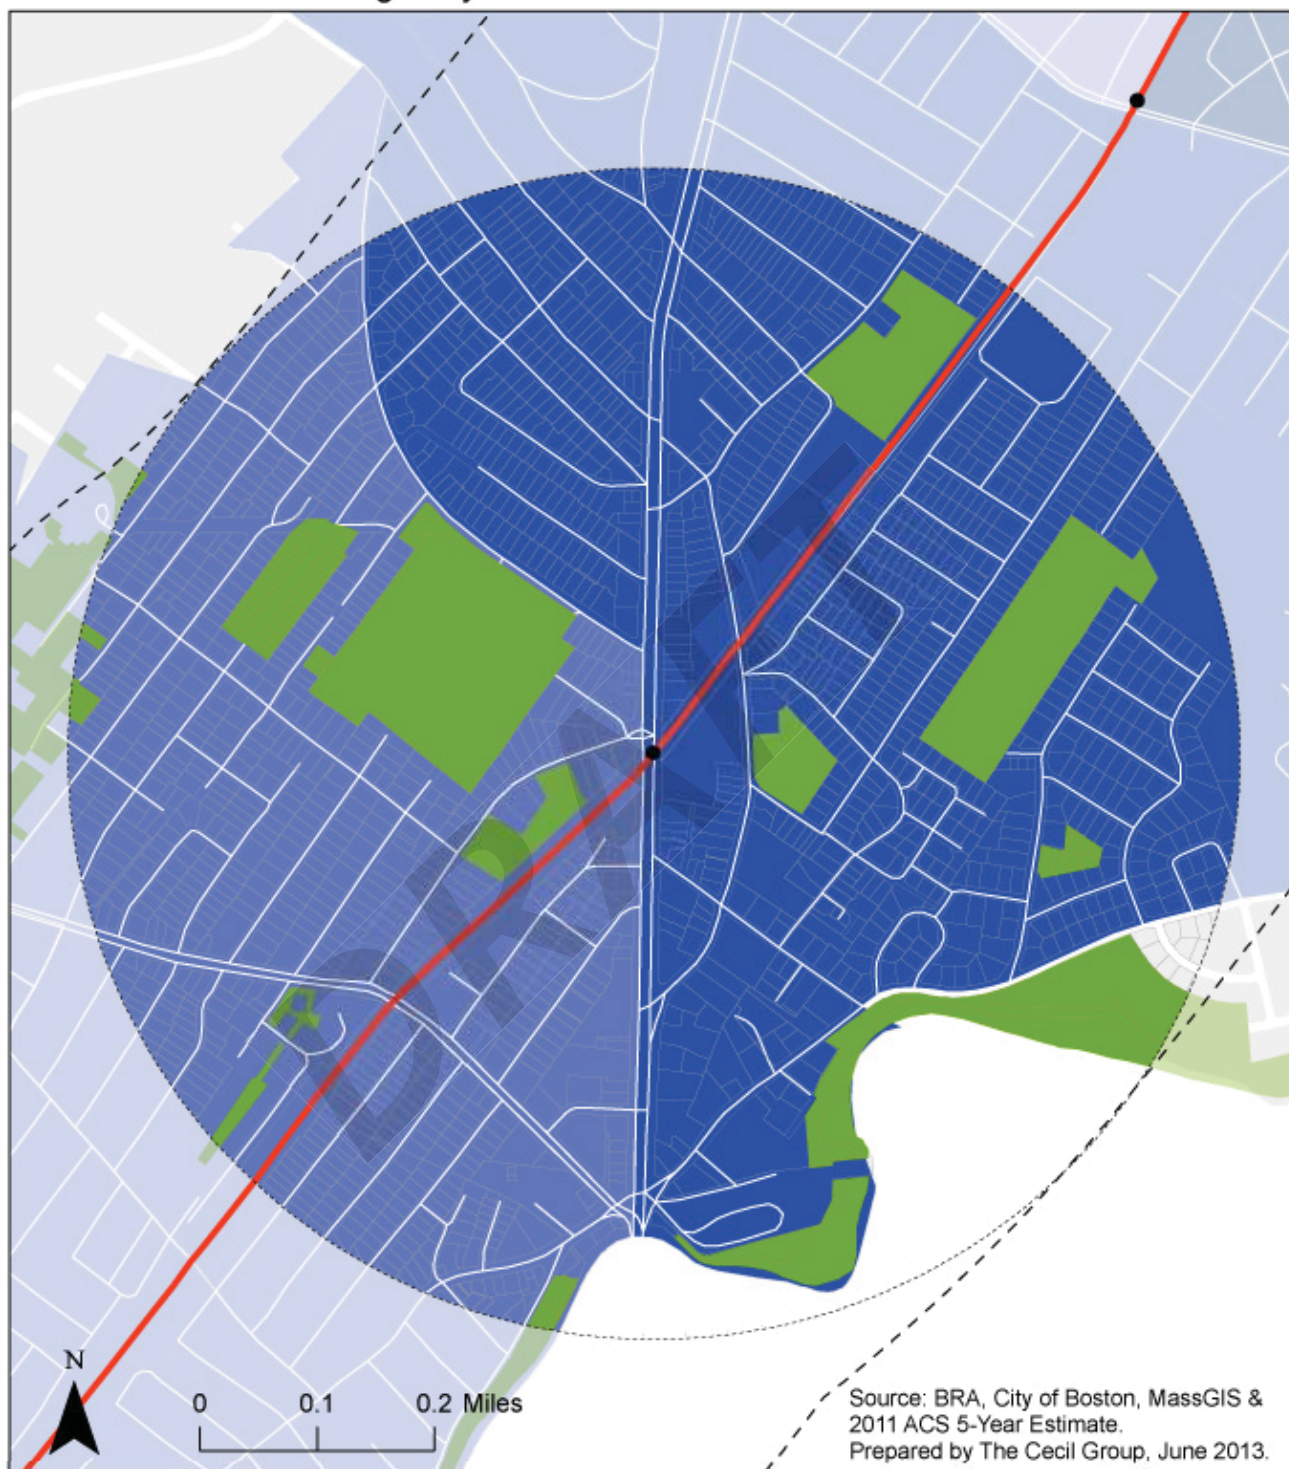 DRAFT
N
0 0.1 0.2 Miles
Source: BRA, City of Boston, MassGIS &
2011 ACS 5-Year Estimate.
Prepared by The Cecil Group, June 2013.